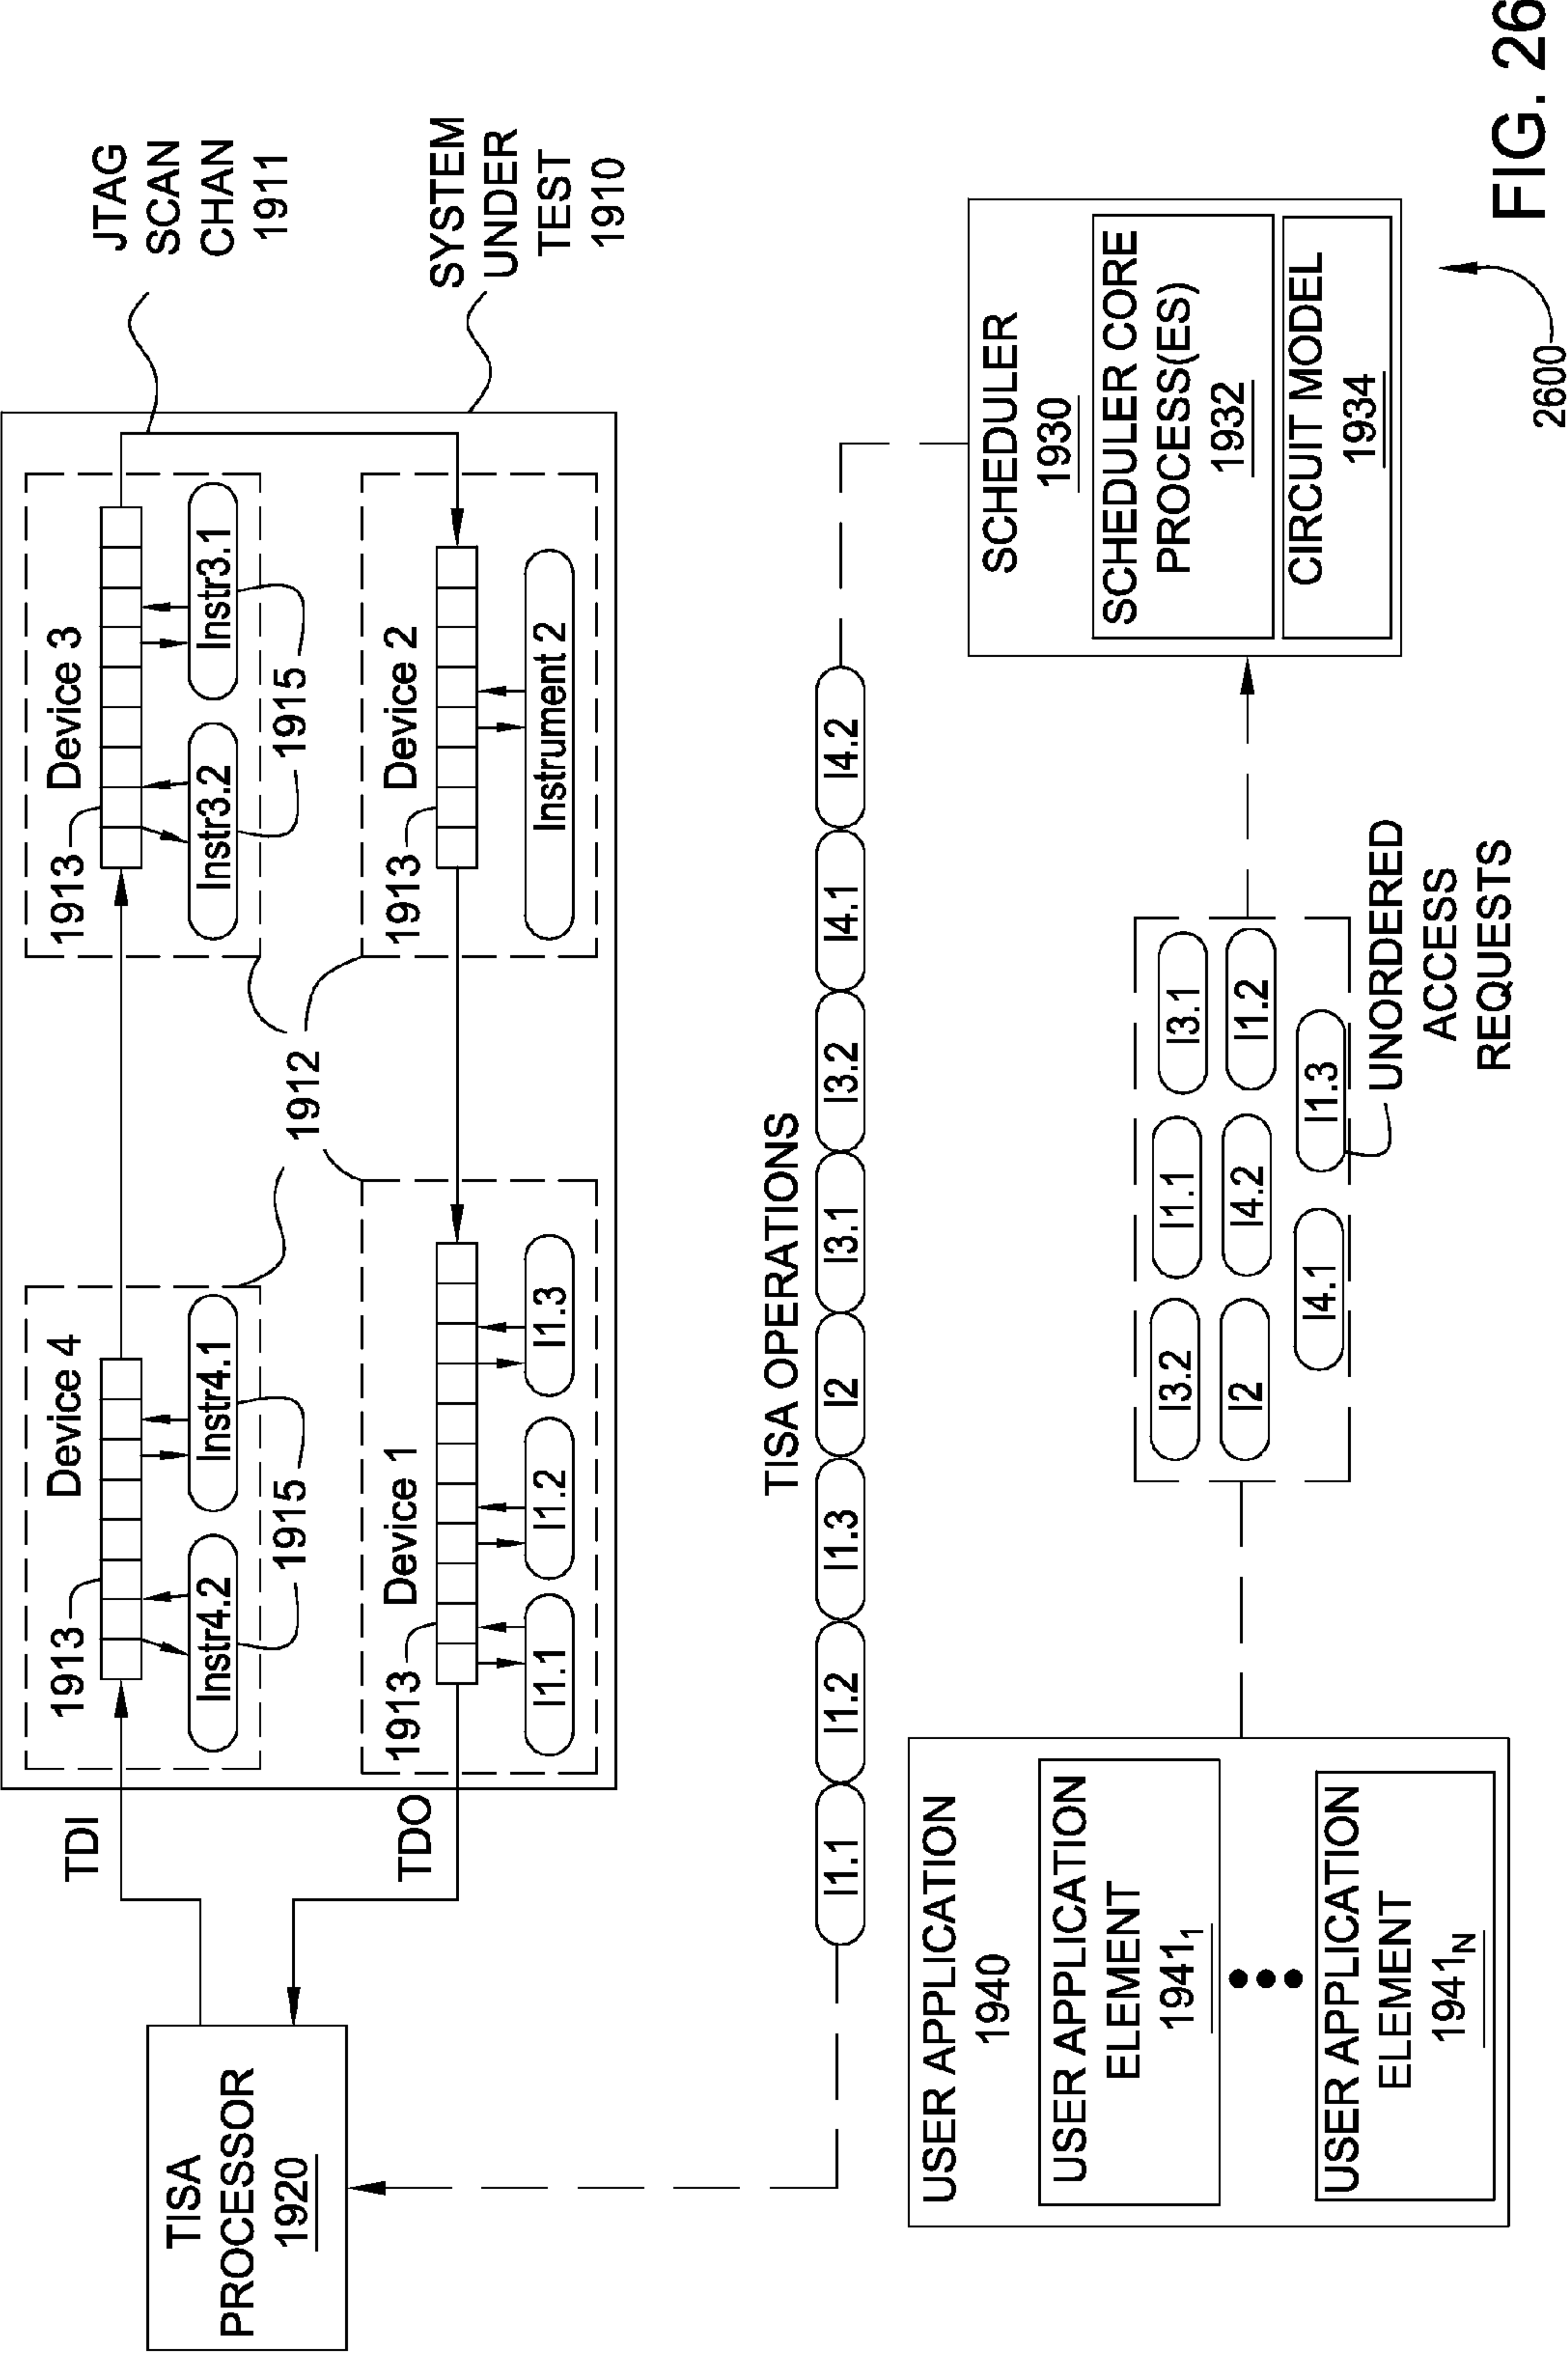 TISA
PROCESSOR
1920
TDI
TDO
Device 4
1913
Instr4.2
Instr4.1
1915
Device 3
1913
Instr3.2
Instr3.1
1915
1912
Device 1
1913
I1.1
I1.2
I1.3
Device 2
1913
Instrument 2
JTAG
SCAN
CHAN
1911
SYSTEM
UNDER
TEST
1910
TISA OPERATIONS
I1.1 I1.2 I1.3 I2 I3.1 I3.2 I4.1 I4.2
USER APPLICATION
1940
USER APPLICATION
ELEMENT
1941₁
USER APPLICATION
ELEMENT
1941N
I3.2 I1.1 I3.1
I2 I4.2 I1.2
I4.1 I1.3
UNORDERED
ACCESS
REQUESTS
SCHEDULER
1930
SCHEDULER CORE
PROCESS(ES)
1932
CIRCUIT MODEL
1934
2600
FIG. 26